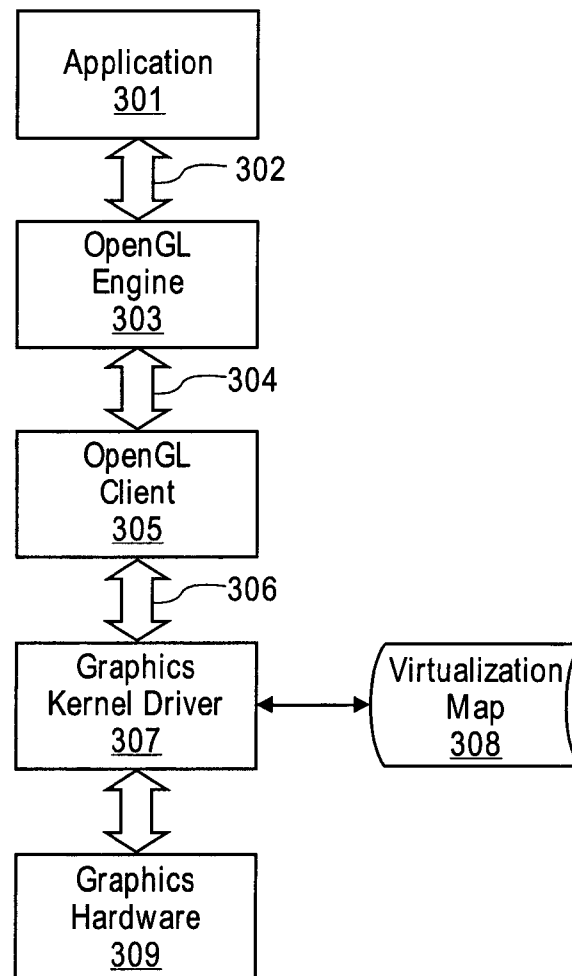 Application
301
302
OpenGL
Engine
303
304
OpenGL
Client
305
306
Graphics
Kernel Driver
307
Virtualization
Map
308
Graphics
Hardware
309